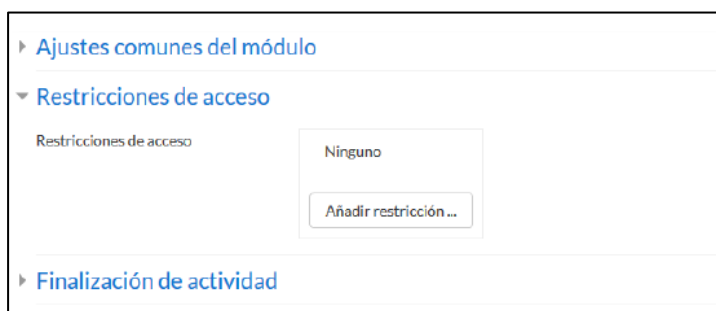 Ajustes comunes del módulo
Restricciones de acceso
Restricciones de acceso
Ninguno
Añadir restricción ...
Finalización de actividad